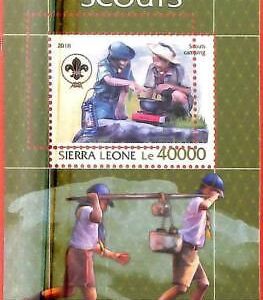 scouts
2018
Scouts
camping
SIERRA LEONE Le 40000